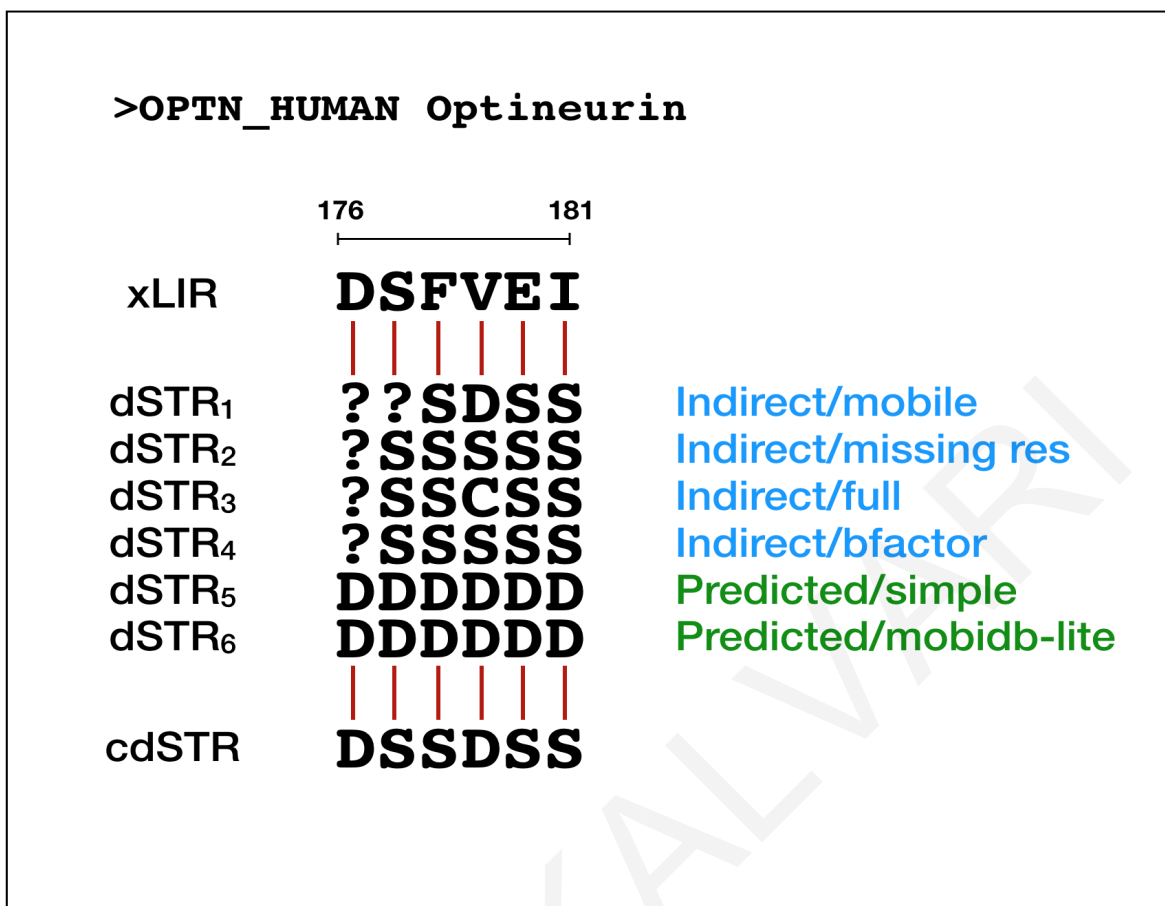 >OPTN_HUMAN Optineurin
176 181
xLIR DSFVEI
dSTR1 ??SDSS Indirect/mobile
dSTR2 ?SSSSS Indirect/missing res
dSTR3 ?SSCSS Indirect/full
dSTR4 ?SSSSS Indirect/bfactor
dSTR5 DDDDDD Predicted/simple
dSTR6 DDDDDD Predicted/mobidb-lite
cdSTR DSSDSS
KALVARI